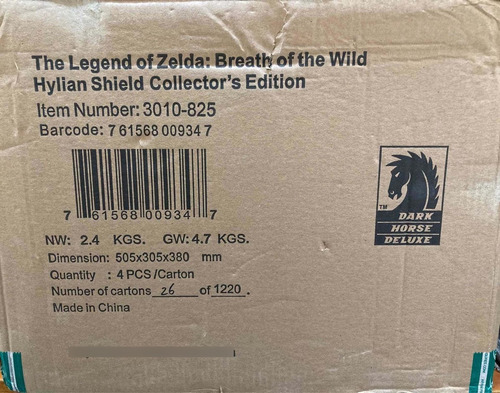 The Legend of Zelda: Breath of the Wild
Hylian Shield Collector's Edition
Item Number: 3010-825
Barcode: 7 61568 00934 7
7 61568 00934 7
NW: 2.4 KGS. GW: 4.7 KGS.
Dimension: 505x305x380 mm
Quantity : 4 PCS/Carton
Number of cartons 26 of 1220.
Made in China
TM
DARK
HORSE
DELUXE